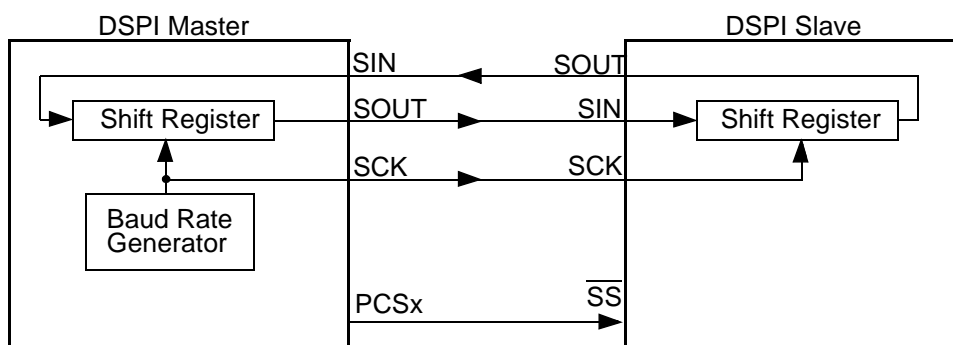 DSPI Master
DSPI Slave
SIN
SOUT
Shift Register
SOUT
SIN
Shift Register
SCK
SCK
Baud Rate
Generator
PCSx
SS